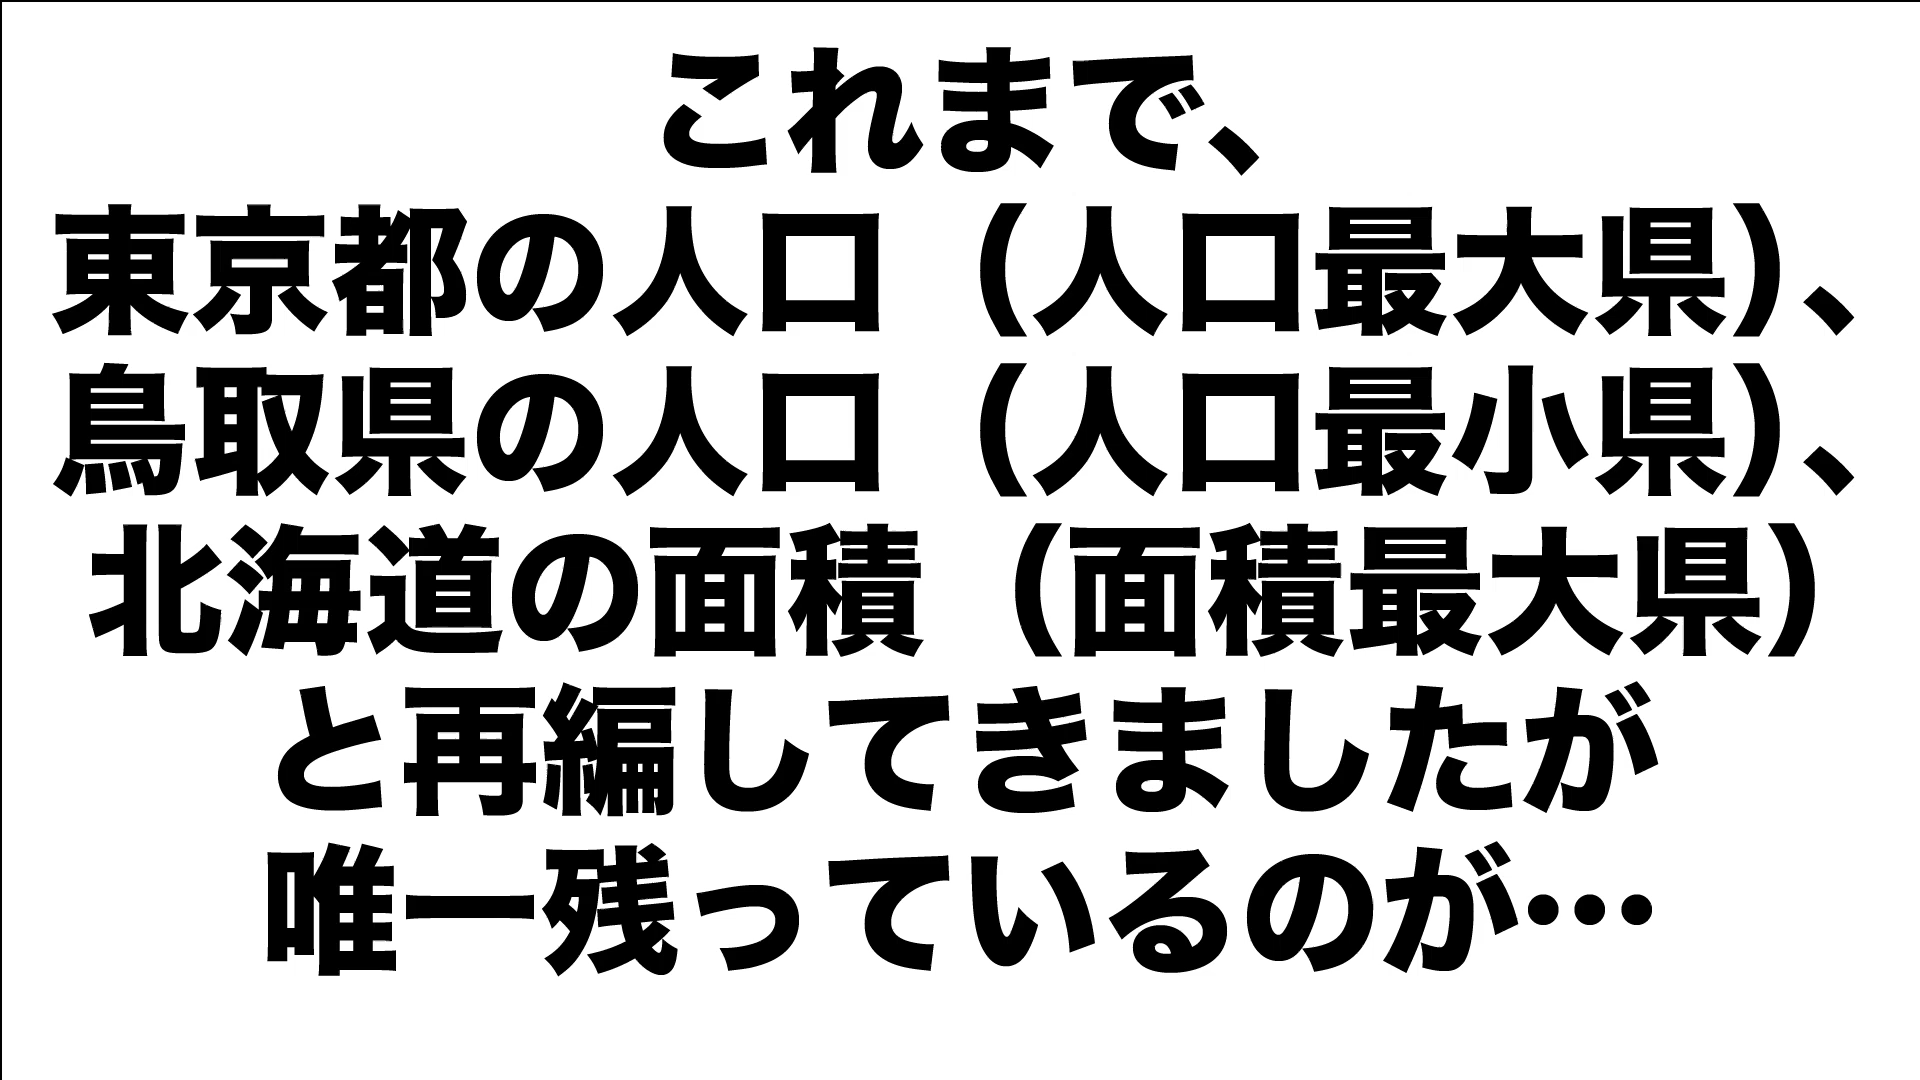 これまで、
東京都の人口（人口最大県）、
鳥取県の人口（人口最小県）、
北海道の面積（面積最大県）
と再編してきましたが
唯一残っているのが…